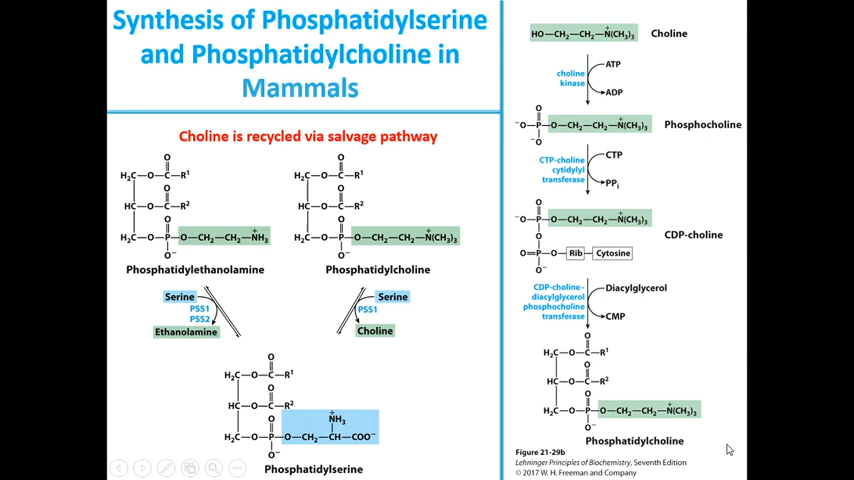 Synthesis of Phosphatidylserine
and Phosphatidylcholine in
Mammals
Choline is recycled via salvage pathway
O
H₂C—O—C—R¹
O
HC—O—C—R²
O
H₂C—O—P—O—CH₂—CH₂—N⁺H₃
O⁻
Phosphatidylethanolamine
O
H₂C—O—C—R¹
O
HC—O—C—R²
O
H₂C—O—P—O—CH₂—CH₂—N⁺(CH₃)₃
O⁻
Phosphatidylcholine
Serine
PSS1
PSS2
Ethanolamine
Serine
PSS1
Choline
O
H₂C—O—C—R¹
O
HC—O—C—R²
O
⁺NH₃
H₂C—O—P—O—CH₂—CH—COO⁻
O⁻
Phosphatidylserine
HO—CH₂—CH₂—N⁺(CH₃)₃
Choline
choline
kinase
ATP
ADP
O
⁻O—P—O—CH₂—CH₂—N⁺(CH₃)₃
⁻O
Phosphocholine
CTP-choline
cytidylyl
transferase
CTP
PPᵢ
O
⁻O—P—O—CH₂—CH₂—N⁺(CH₃)₃
O
O=P—O—Rib—Cytosine
O⁻
CDP-choline
CDP-choline–
diacylglycerol
phosphocholine
transferase
Diacylglycerol
CMP
O
H₂C—O—C—R¹
O
HC—O—C—R²
O
H₂C—O—P—O—CH₂—CH₂—N⁺(CH₃)₃
O⁻
Phosphatidylcholine
Figure 21-29b
Lehninger Principles of Biochemistry, Seventh Edition
© 2017 W. H. Freeman and Company